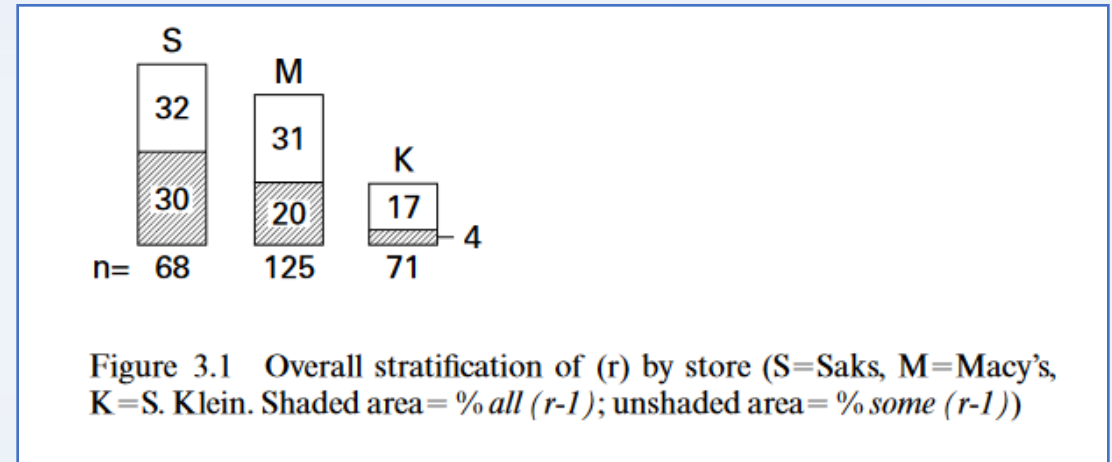 S
M
K
32
31
17
30
20
4
n= 68 125 71
Figure 3.1 Overall stratification of (r) by store (S=Saks, M=Macy's,
K=S. Klein. Shaded area= % all (r-1); unshaded area= % some (r-1))